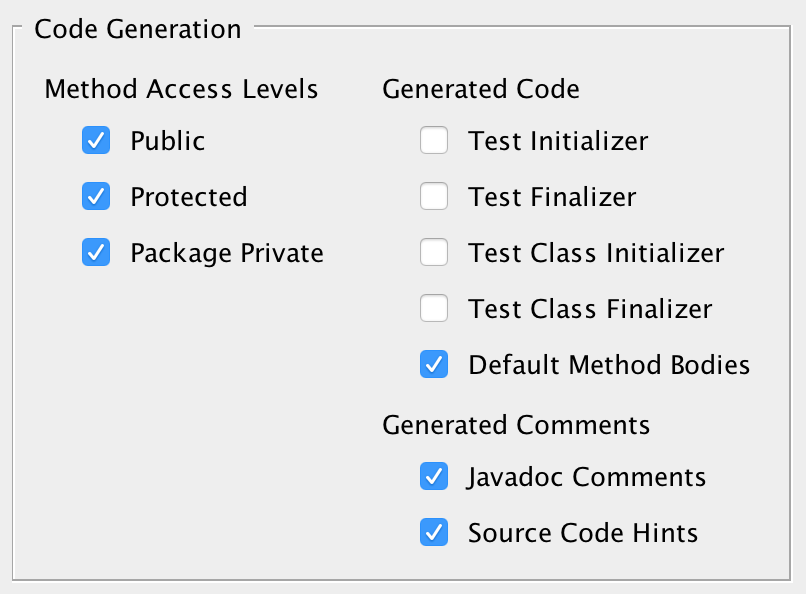 Code Generation
Method Access Levels
Public
Protected
Package Private
Generated Code
Test Initializer
Test Finalizer
Test Class Initializer
Test Class Finalizer
Default Method Bodies
Generated Comments
Javadoc Comments
Source Code Hints